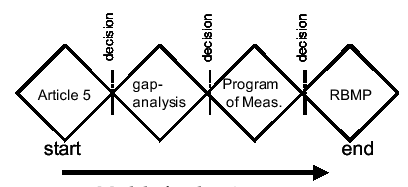 decision
decision
decision
Article 5
gap-
analysis
Program
of Meas.
RBMP
start
end